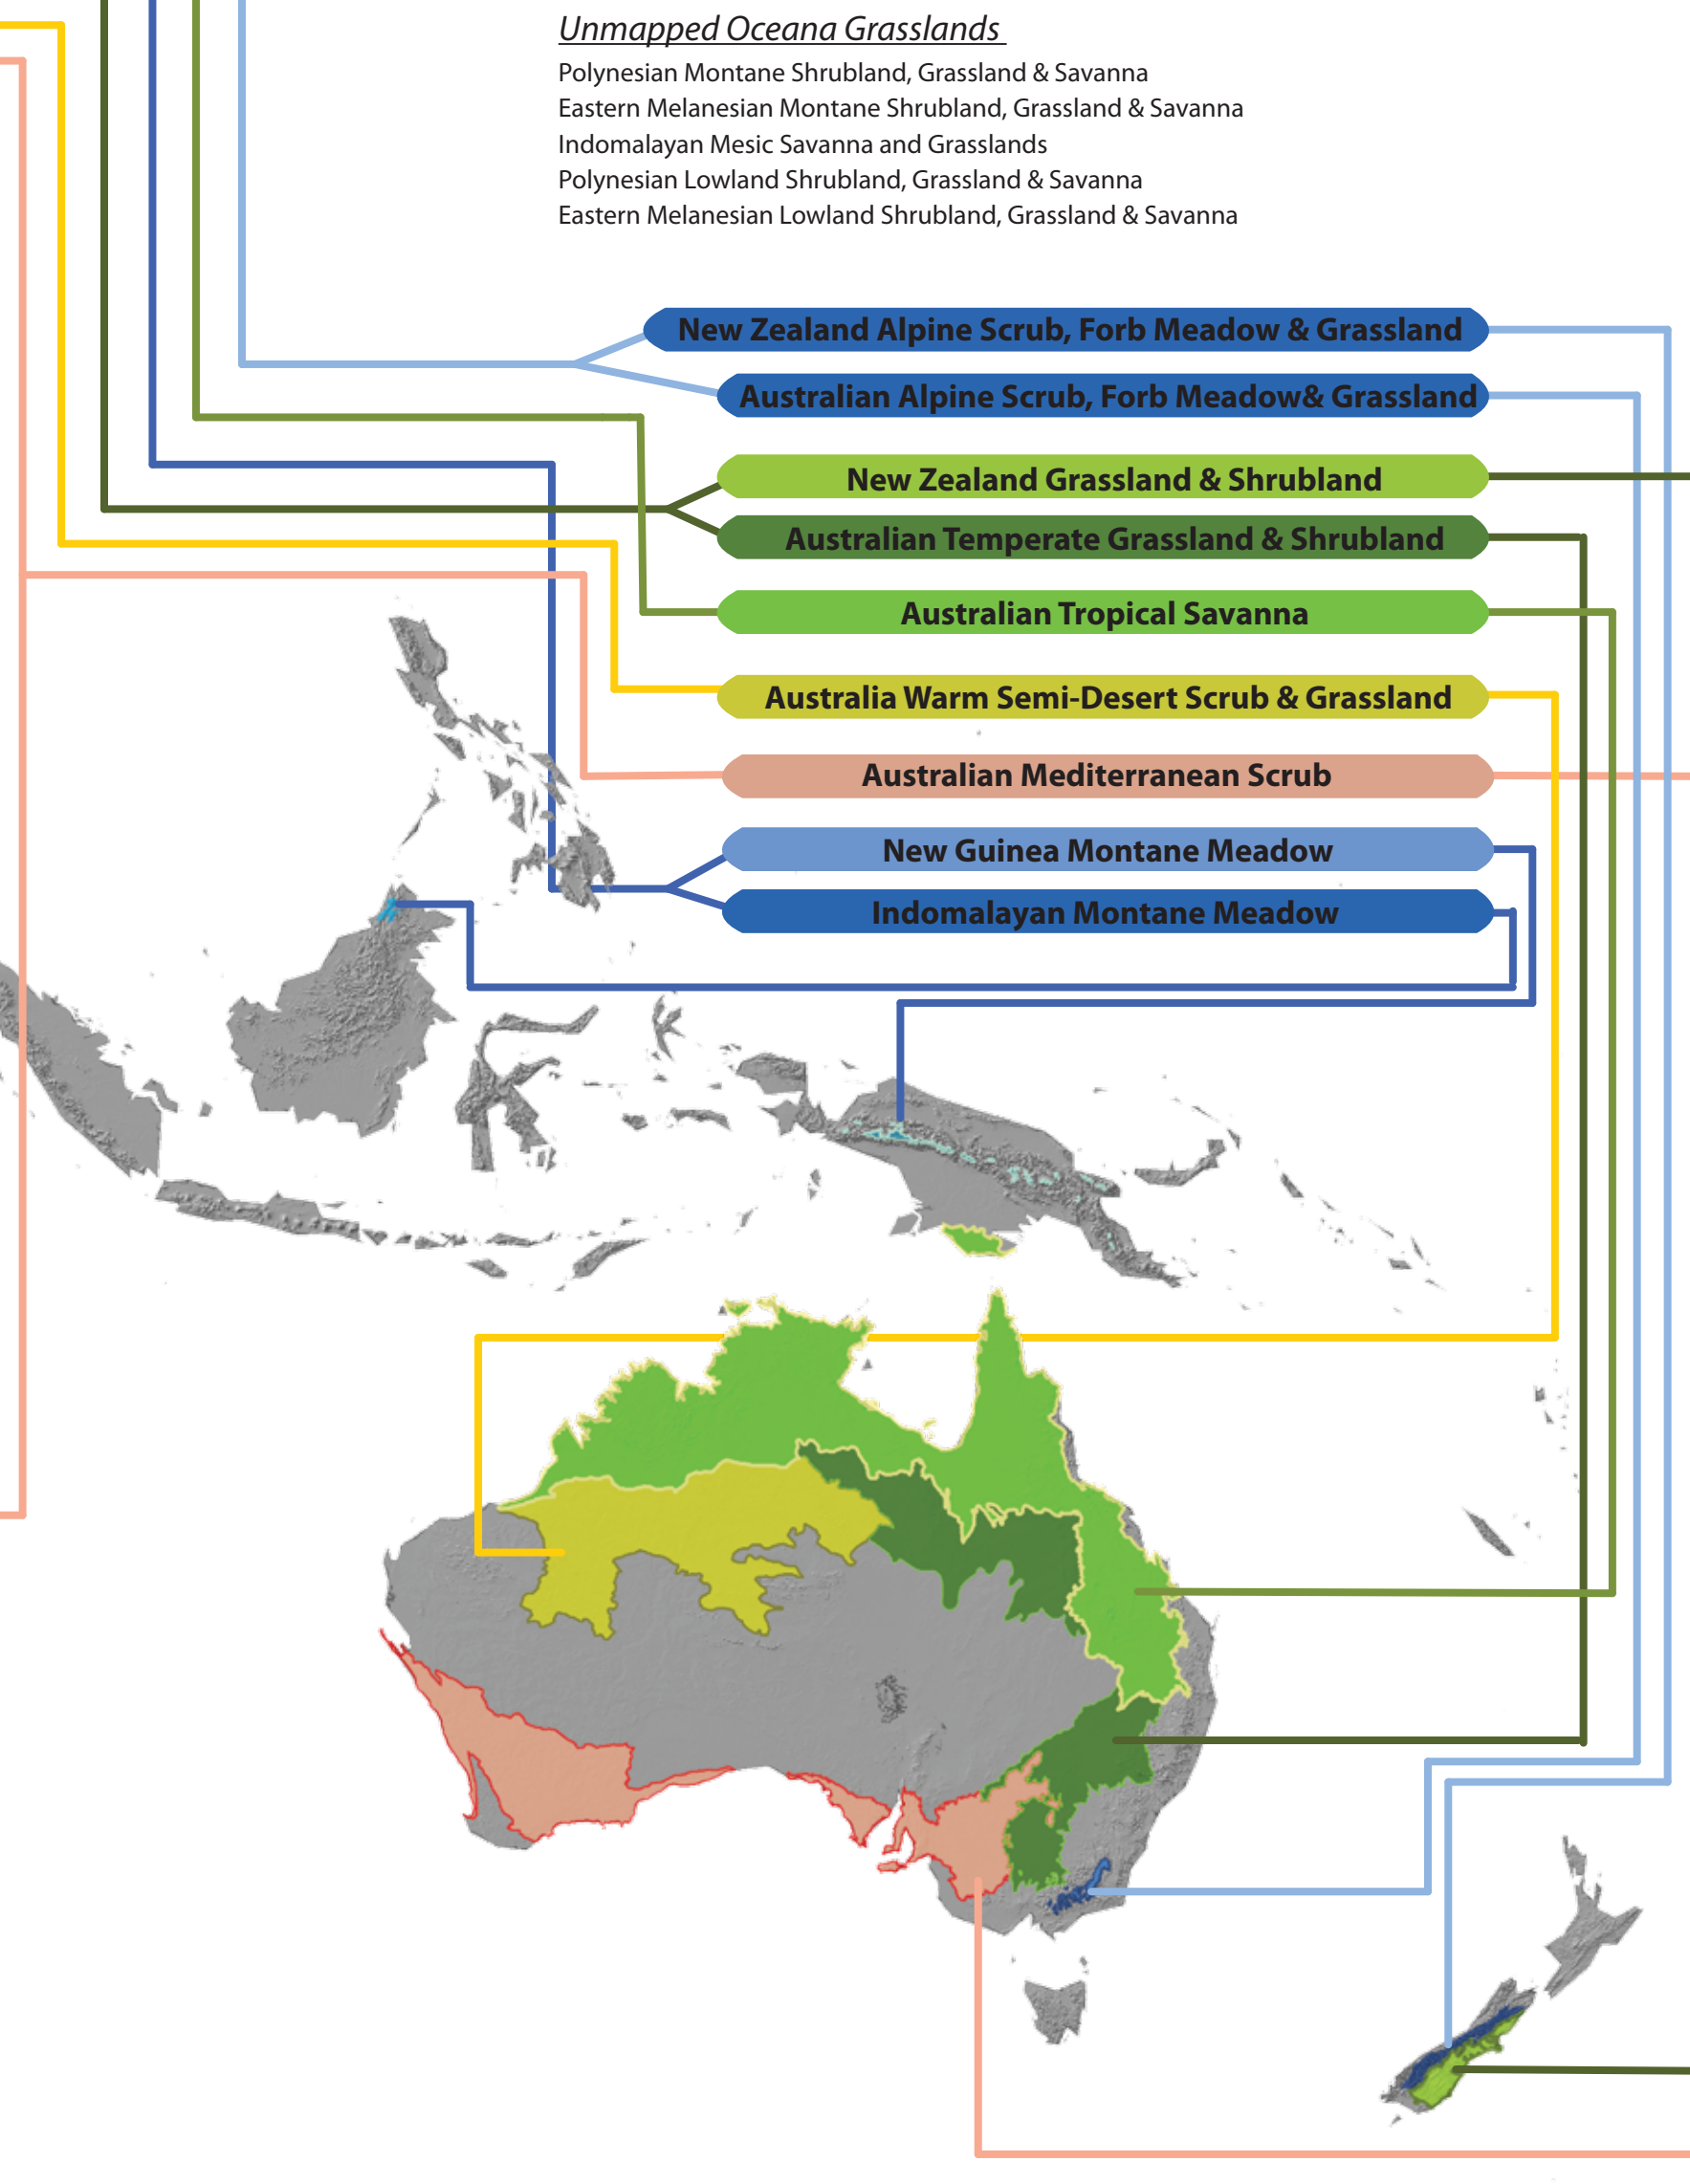 Unmapped Oceana Grasslands
Polynesian Montane Shrubland, Grassland & Savanna
Eastern Melanesian Montane Shrubland, Grassland & Savanna
Indomalayan Mesic Savanna and Grasslands
Polynesian Lowland Shrubland, Grassland & Savanna
Eastern Melanesian Lowland Shrubland, Grassland & Savanna
New Zealand Alpine Scrub, Forb Meadow & Grassland
Australian Alpine Scrub, Forb Meadow& Grassland
New Zealand Grassland & Shrubland
Australian Temperate Grassland & Shrubland
Australian Tropical Savanna
Australia Warm Semi-Desert Scrub & Grassland
Australian Mediterranean Scrub
New Guinea Montane Meadow
Indomalayan Montane Meadow